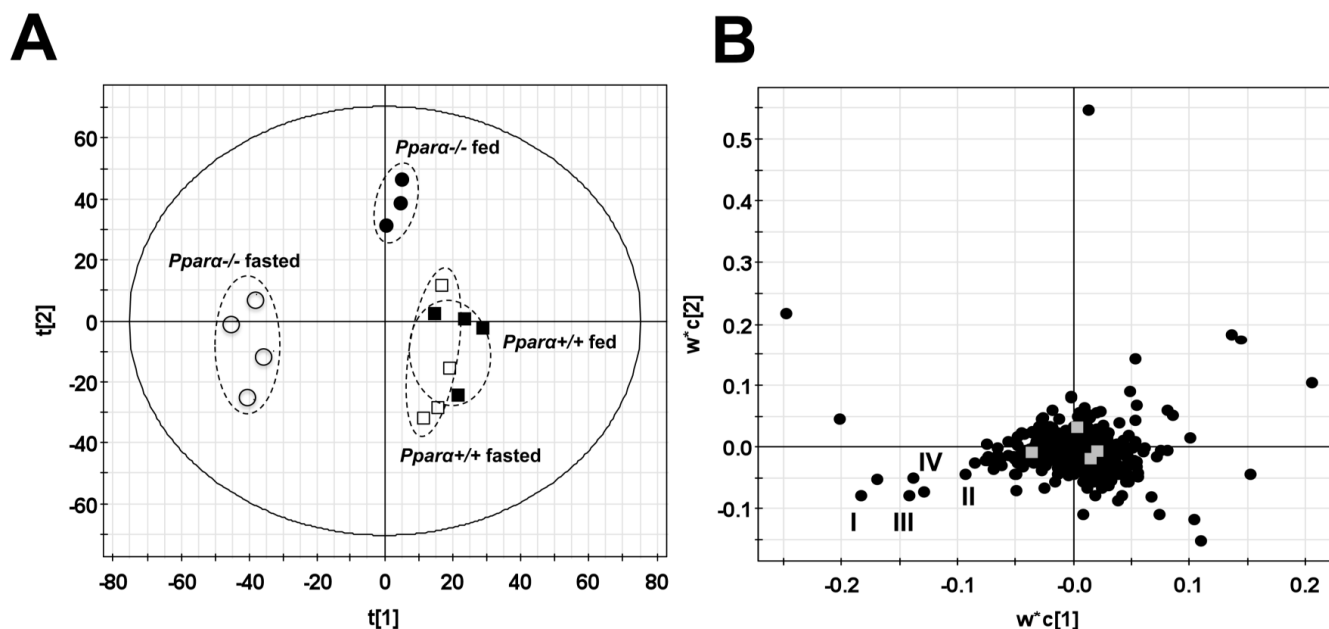 A
B
Pparα-/- fed
Pparα-/- fasted
Pparα+/+ fed
Pparα+/+ fasted
60
40
20
0
-20
-40
-60
t[2]
-80 -60 -40 -20 0 20 40 60 80
t[1]
0.5
0.4
0.3
0.2
0.1
0.0
-0.1
w*c[2]
IV
I III II
-0.2 -0.1 -0.0 0.1 0.2
w*c[1]